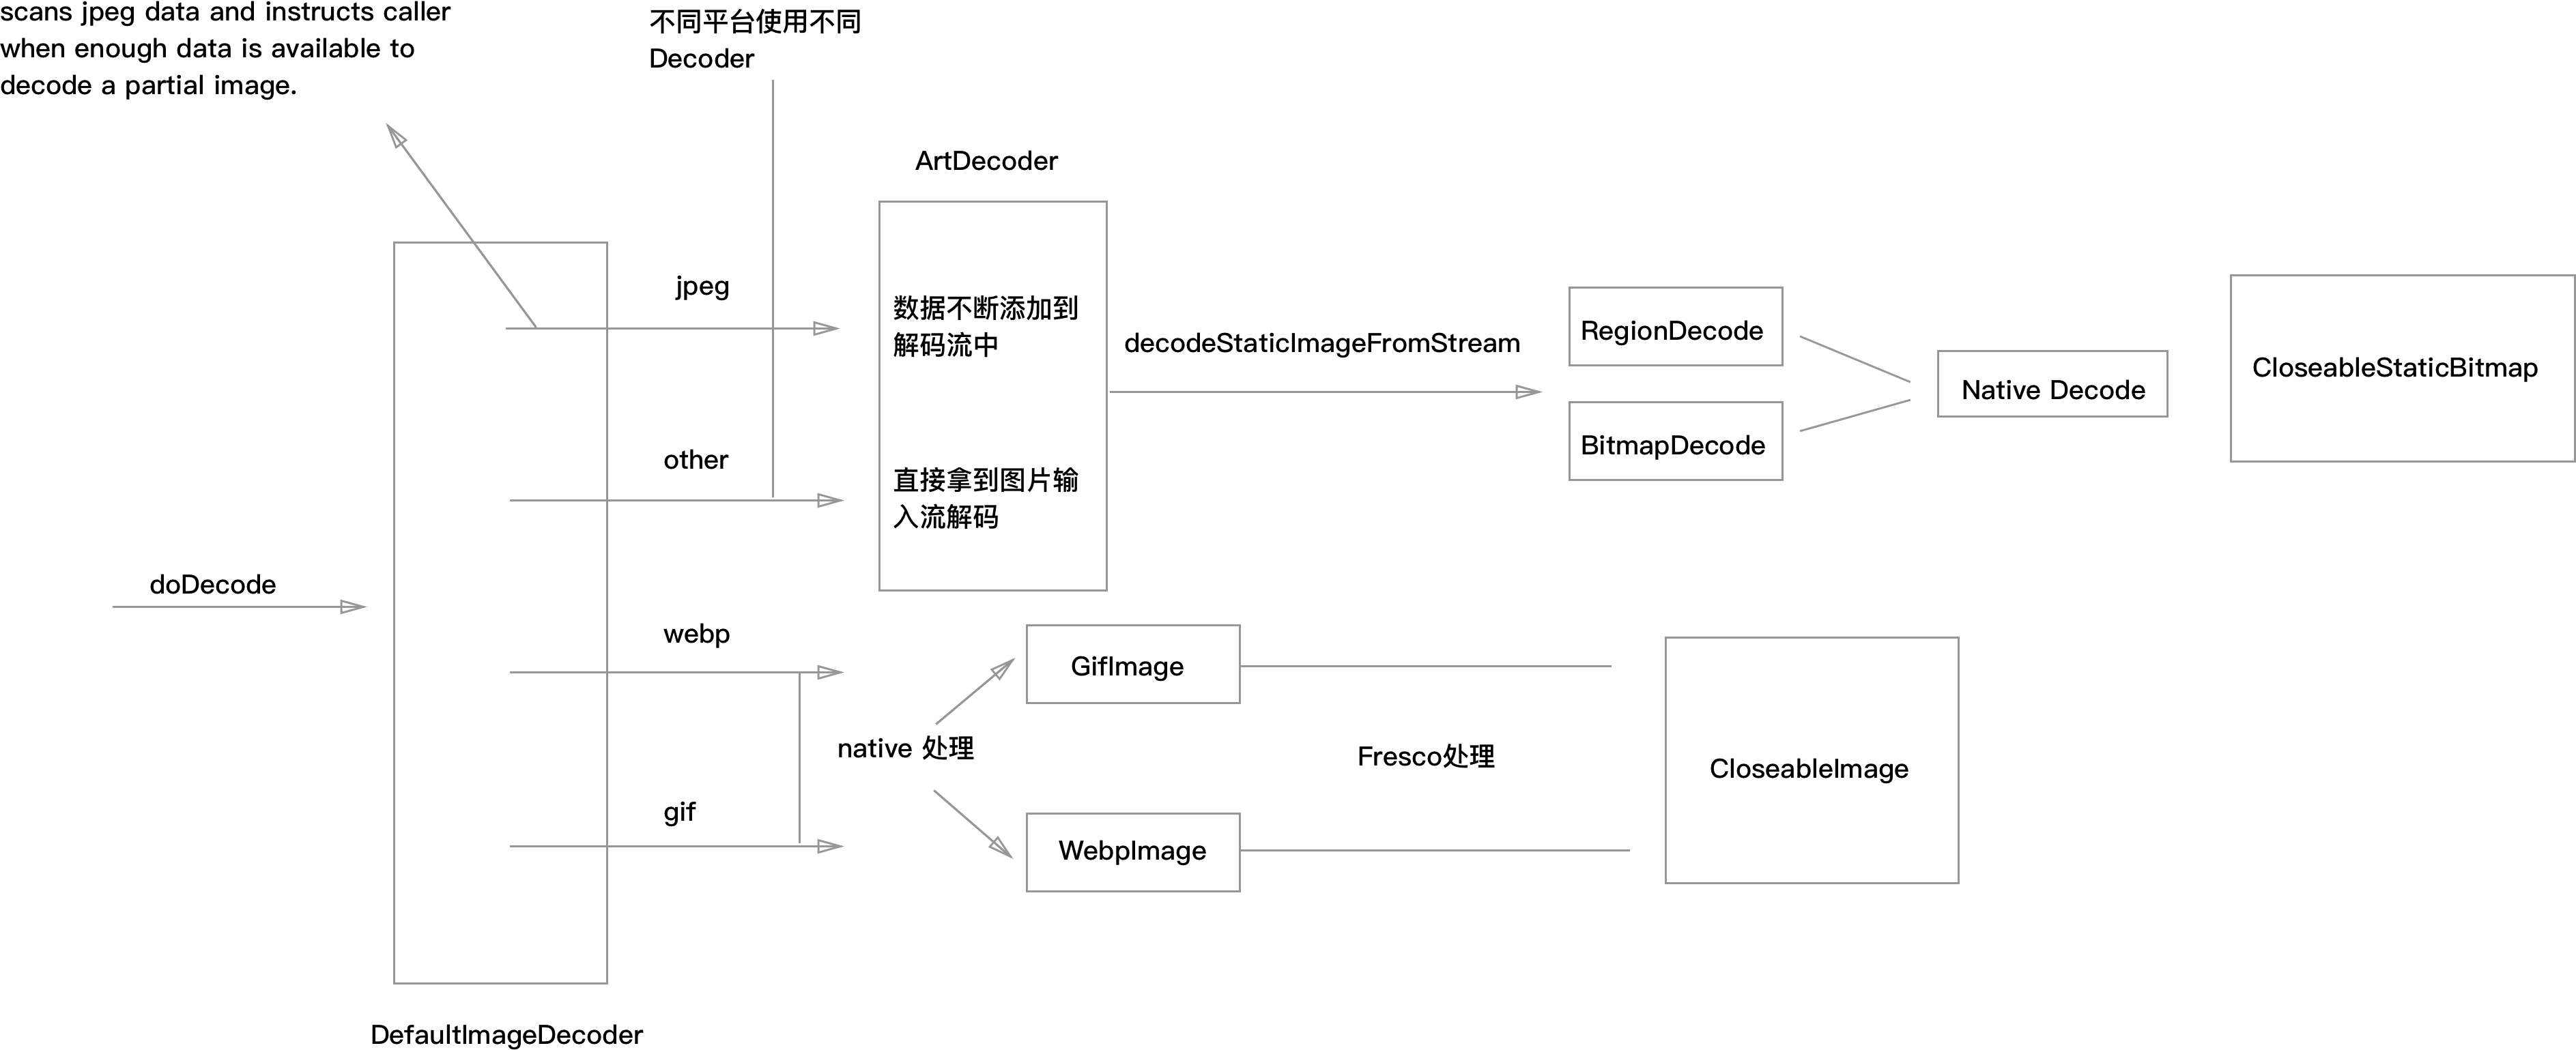 scans jpeg data and instructs caller
when enough data is available to
decode a partial image.
不同平台使用不同
Decoder
ArtDecoder
jpeg
数据不断添加到
解码流中
decodeStaticImageFromStream
RegionDecode
Native Decode
CloseableStaticBitmap
BitmapDecode
other
直接拿到图片输
入流解码
doDecode
webp
GifImage
native 处理
Fresco处理
CloseableImage
gif
WebpImage
DefaultImageDecoder